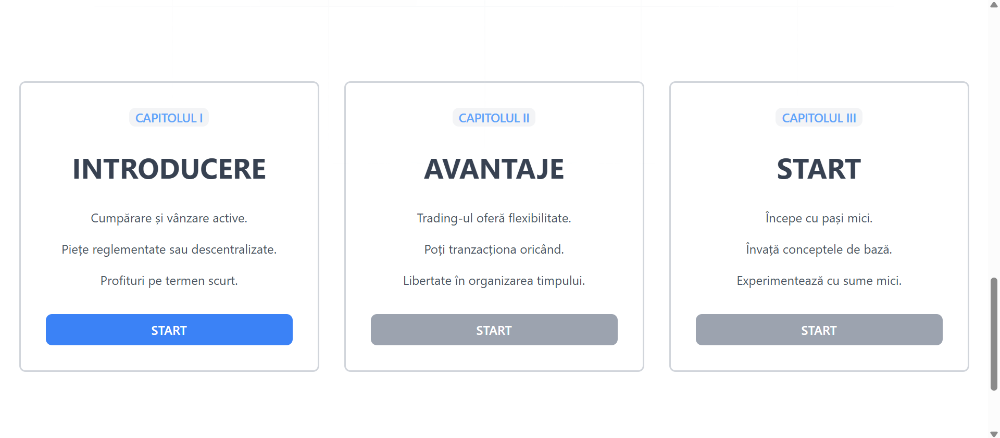 CAPITOLUL I
INTRODUCERE
Cumpărare și vânzare active.
Piețe reglementate sau descentralizate.
Profituri pe termen scurt.
START
CAPITOLUL II
AVANTAJE
Trading-ul oferă flexibilitate.
Poți tranzacționa oricând.
Libertate în organizarea timpului.
START
CAPITOLUL III
START
Începe cu pași mici.
Învață conceptele de bază.
Experimentează cu sume mici.
START